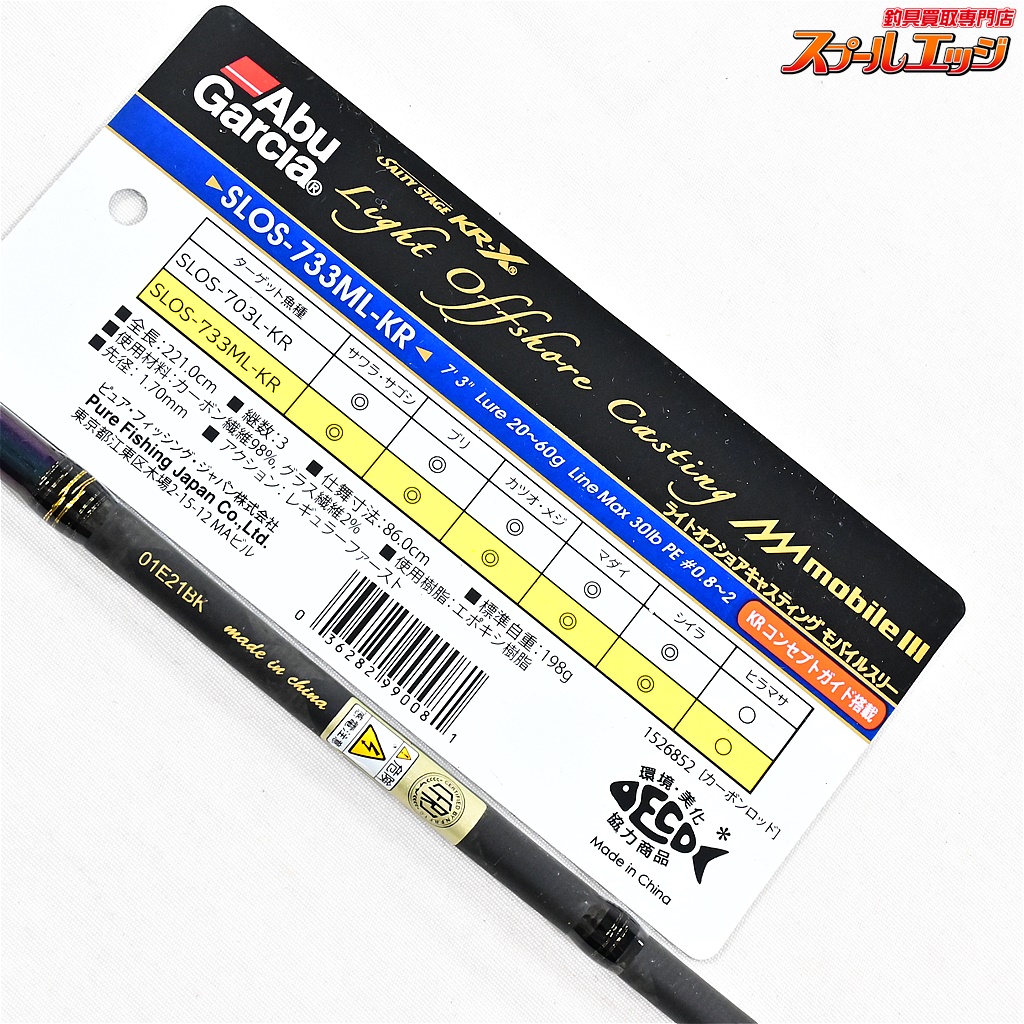 釣具買取専門店
スプールエッジ
Abu
Garcia®
SALTY STAGE KR-X®
Light Offshore Casting
mobile III
ライトオフショアキャスティング モバイルスリー
SLOS-733ML-KR
7'3" Lure 20~60g Line Max 30lb PE #0.8~2
KRコンセプトガイド搭載
ターゲット魚種 サワラ・サゴシ ブリ カツオ・メジ マダイ シイラ ヒラマサ
SLOS-703L-KR ◎ ◎ ◎ ◎ ◎ ○
SLOS-733ML-KR ◎ ◎ ◎ ◎ ◎ ○
■全長:221.0cm ■継数:3 ■仕舞寸法:86.0cm ■標準自重:198g
■使用材料:カーボン繊維98%, グラス繊維2% ■使用樹脂:エポキシ樹脂
■先径:1.70mm ■アクション:レギュラーファースト
ピュア・フィッシング・ジャパン株式会社
Pure Fishing Japan Co.,Ltd.
東京都江東区木場2-15-12 MAビル
0 36282 99008 1
1526852 [カーボンロッド]
環境・美化
ECO
協力商品
Made in China
01E21BK
made in china